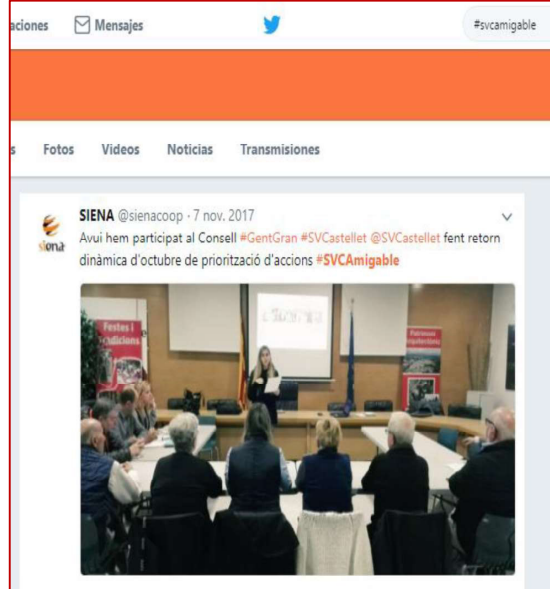 aciones Mensajes #svcamigable
s Fotos Videos Noticias Transmisiones
SIENA @sienacoop · 7 nov. 2017
siena
Avui hem participat al Consell #GentGran #SVCastellet @SVCastellet fent retorn
dinàmica d'octubre de priorització d'accions #SVCAmigable
Festes i
Tradicions